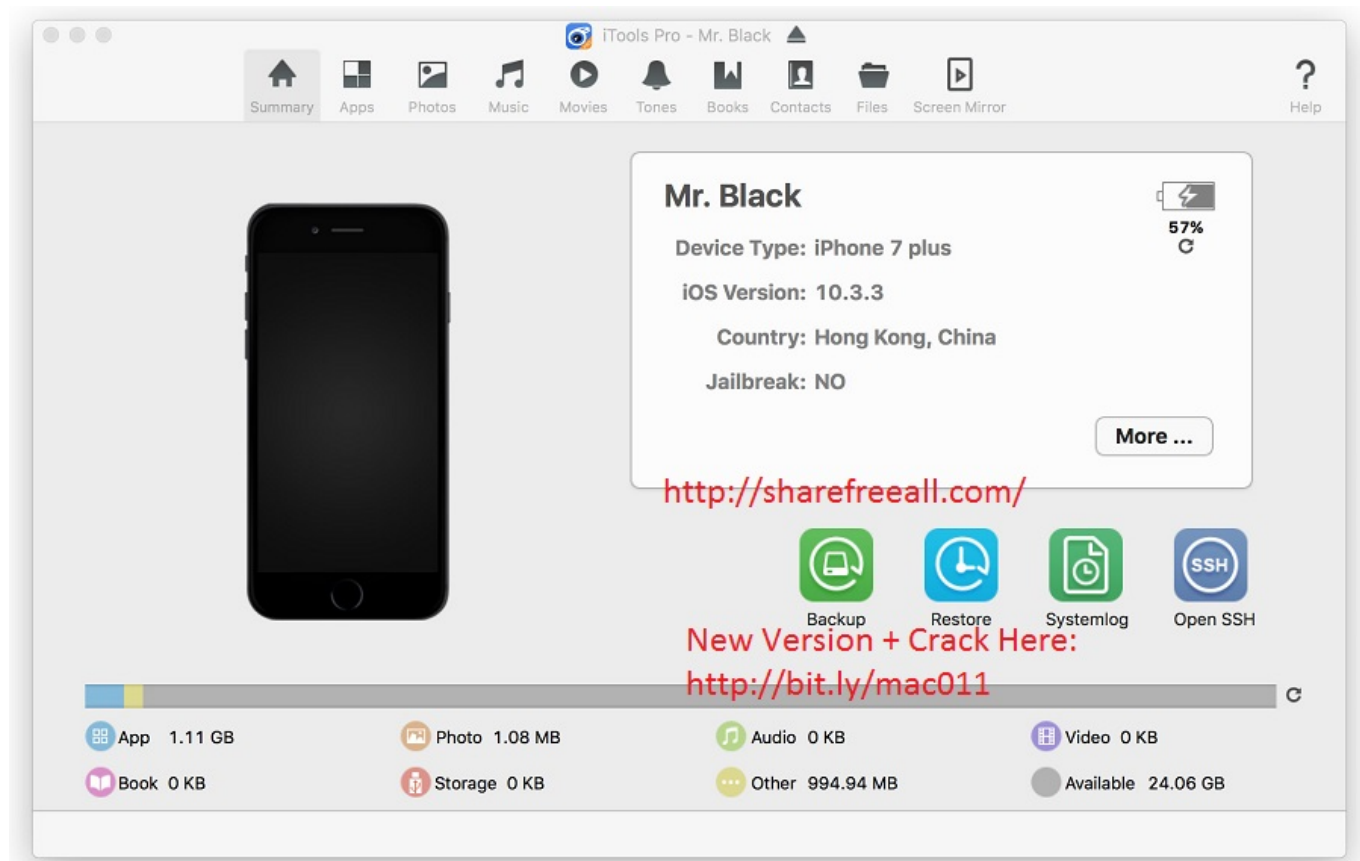 iTools Pro - Mr. Black
Summary Apps Photos Music Movies Tones Books Contacts Files Screen Mirror Help
Mr. Black
57%
Device Type: iPhone 7 plus
iOS Version: 10.3.3
Country: Hong Kong, China
Jailbreak: NO
More ...
http://sharefreeall.com/
SSH
Backup Restore Systemlog Open SSH
New Version + Crack Here:
http://bit.ly/mac011
App 1.11 GB Photo 1.08 MB Audio 0 KB Video 0 KB
Book 0 KB Storage 0 KB Other 994.94 MB Available 24.06 GB